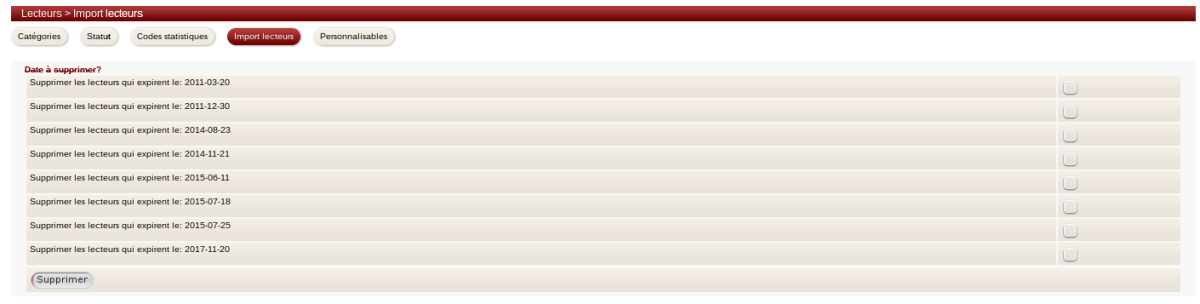 Lecteurs > Import lecteurs
Catégories Statut Codes statistiques Import lecteurs Personnalisables
Date à supprimer?
Supprimer les lecteurs qui expirent le: 2011-03-20
Supprimer les lecteurs qui expirent le: 2011-12-30
Supprimer les lecteurs qui expirent le: 2014-08-23
Supprimer les lecteurs qui expirent le: 2014-11-21
Supprimer les lecteurs qui expirent le: 2015-06-11
Supprimer les lecteurs qui expirent le: 2015-07-18
Supprimer les lecteurs qui expirent le: 2015-07-25
Supprimer les lecteurs qui expirent le: 2017-11-20
Supprimer